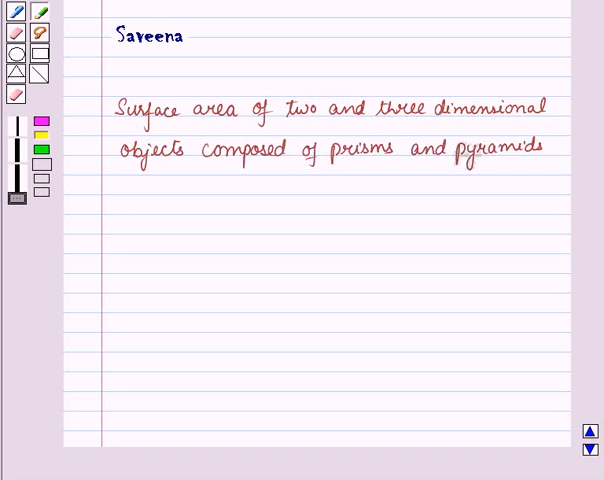 Saveena
Surface area of two and three dimensional
objects composed of prisms and pyramids